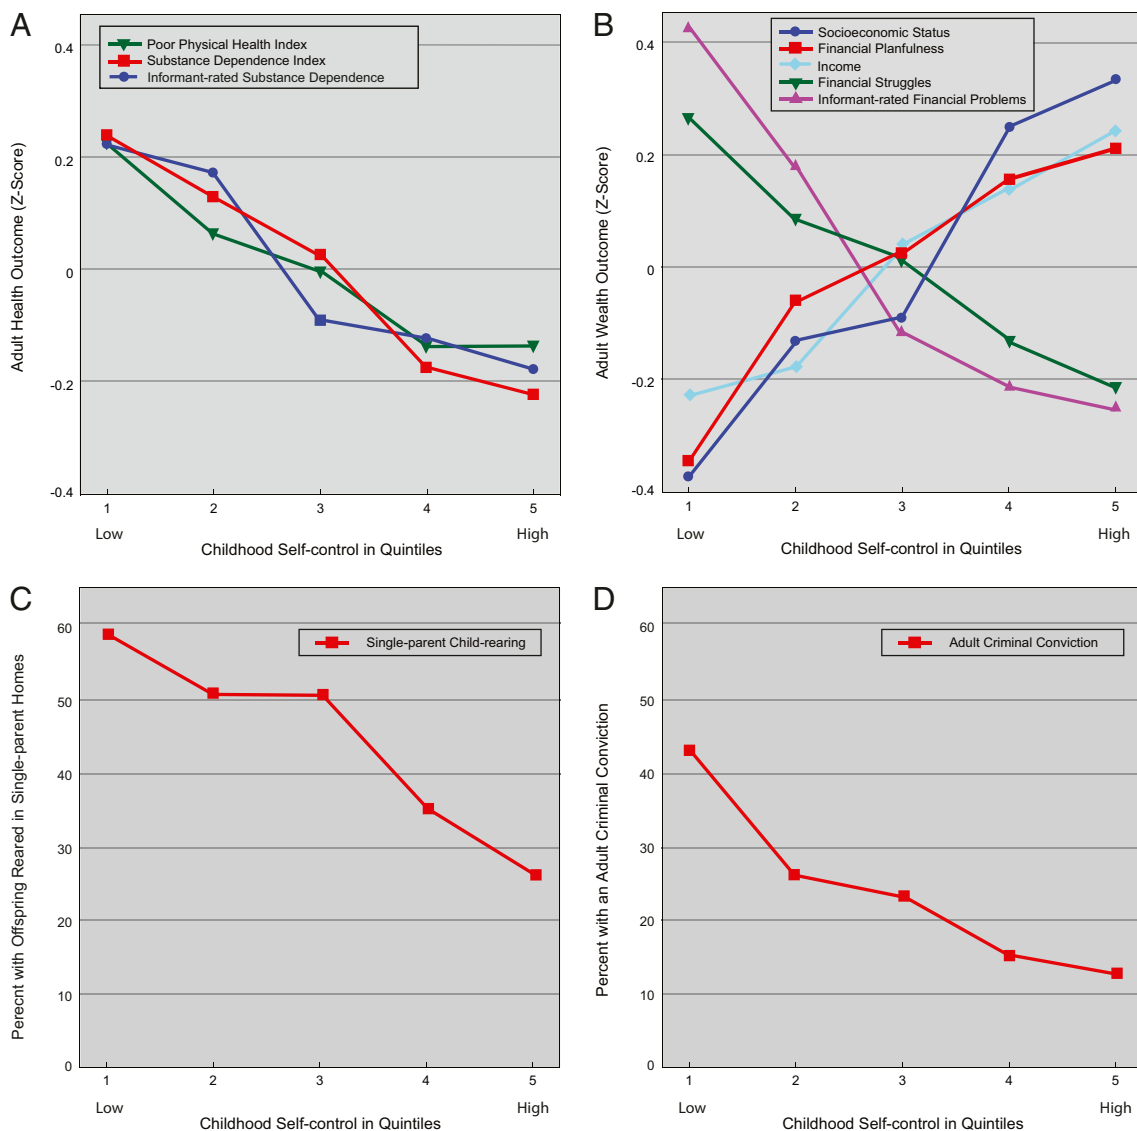 A
Poor Physical Health Index
Substance Dependence Index
Informant-rated Substance Dependence
Adult Health Outcome (Z-Score)
0.4
0.2
0
-0.2
-0.4
1
2
3
4
5
Low
High
Childhood Self-control in Quintiles
B
Socioeconomic Status
Financial Planfulness
Income
Financial Struggles
Informant-rated Financial Problems
Adult Wealth Outcome (Z-Score)
0.4
0.2
0
-0.2
-0.4
1
2
3
4
5
Low
High
Childhood Self-control in Quintiles
C
Single-parent Child-rearing
Perecnt with Offspring Reared in Single-parent Homes
60
50
40
30
20
10
0
1
2
3
4
5
Low
High
Childhood Self-control in Quintiles
D
Adult Criminal Conviction
Percent with an Adult Criminal Conviction
60
50
40
30
20
10
0
1
2
3
4
5
Low
High
Childhood Self-control in Quintiles